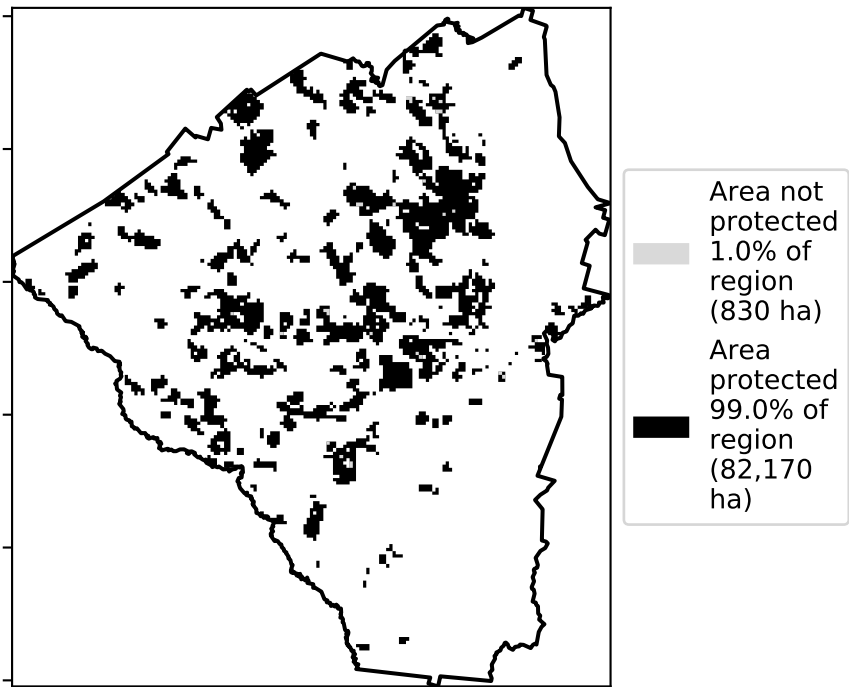 Area not
protected
1.0% of
region
(830 ha)
Area
protected
99.0% of
region
(82,170
ha)